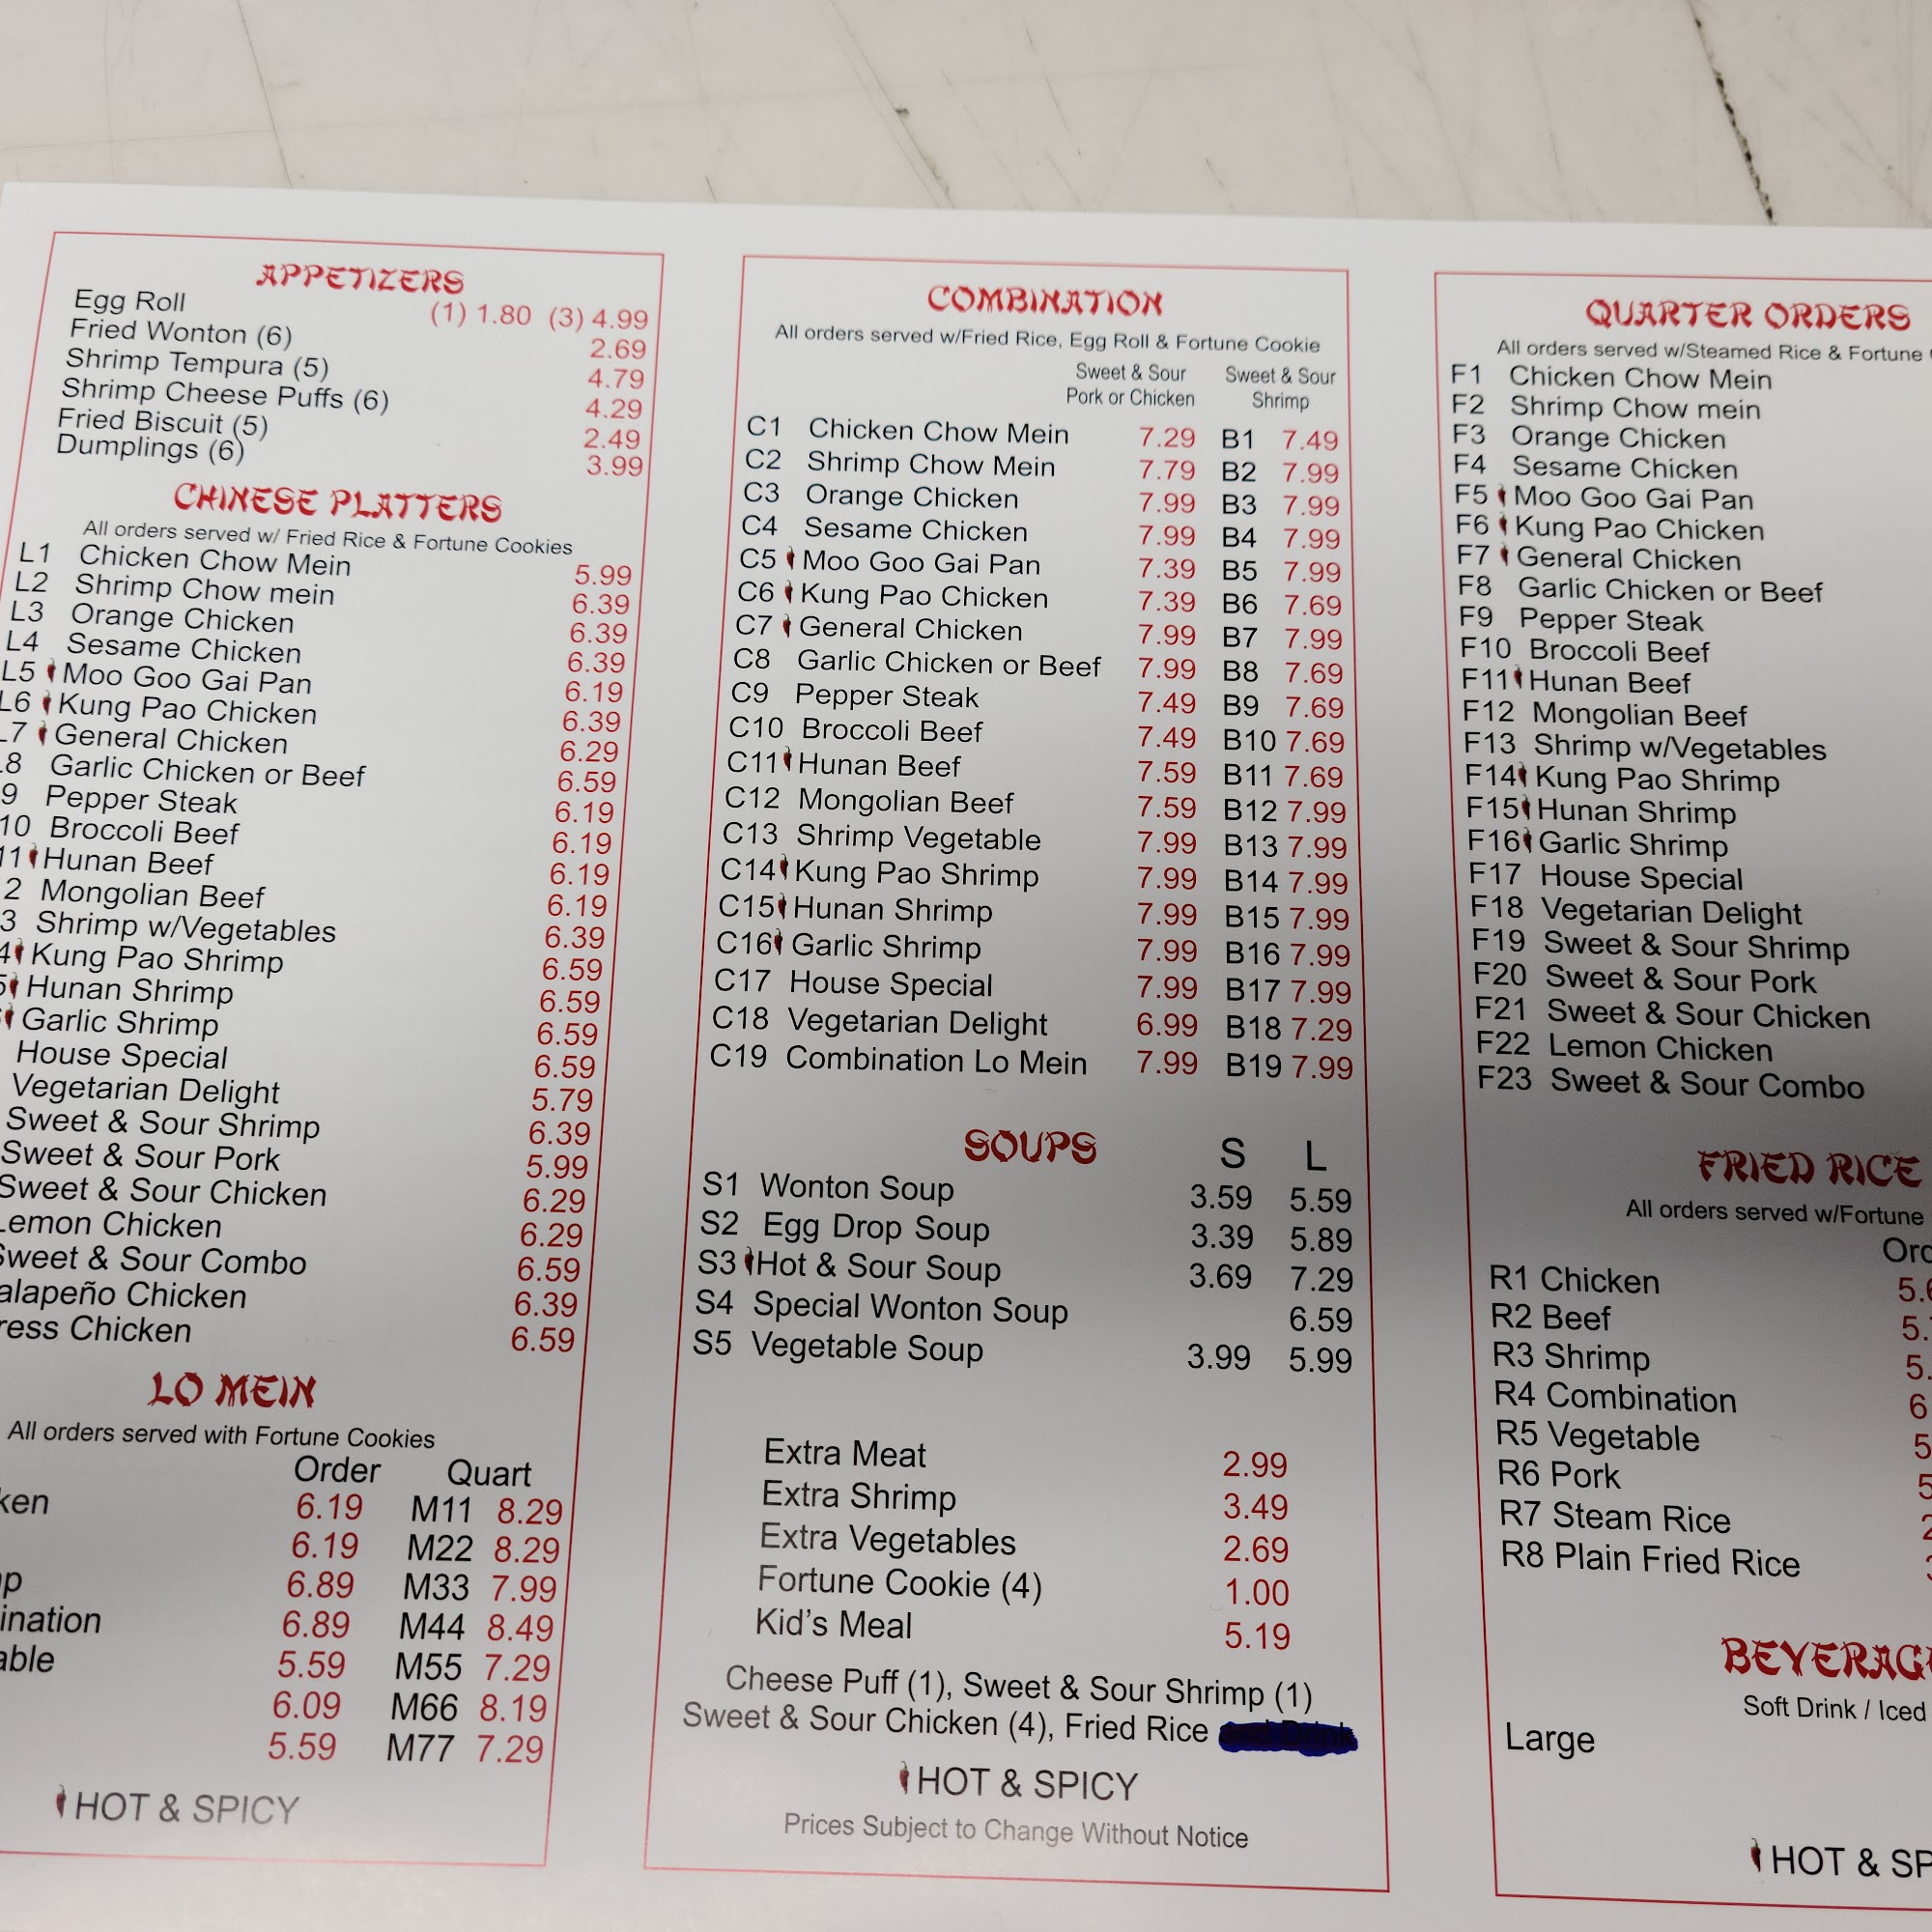 APPETIZERS
Egg Roll (1) 1.80 (3) 4.99
Fried Wonton (6) 2.69
Shrimp Tempura (5) 4.79
Shrimp Cheese Puffs (6) 4.29
Fried Biscuit (5) 2.49
Dumplings (6) 3.99
CHINESE PLATTERS
All orders served w/ Fried Rice & Fortune Cookies
L1 Chicken Chow Mein 5.99
L2 Shrimp Chow mein 6.39
L3 Orange Chicken 6.39
L4 Sesame Chicken 6.39
L5 Moo Goo Gai Pan 6.19
L6 Kung Pao Chicken 6.39
L7 General Chicken 6.29
8 Garlic Chicken or Beef 6.59
9 Pepper Steak 6.19
10 Broccoli Beef 6.19
11 Hunan Beef 6.19
2 Mongolian Beef 6.19
3 Shrimp w/Vegetables 6.39
4 Kung Pao Shrimp 6.59
5 Hunan Shrimp 6.59
Garlic Shrimp 6.59
House Special 6.59
Vegetarian Delight 5.79
Sweet & Sour Shrimp 6.39
Sweet & Sour Pork 5.99
Sweet & Sour Chicken 6.29
Lemon Chicken 6.29
Sweet & Sour Combo 6.59
alapeño Chicken 6.39
ress Chicken 6.59
LO MEIN
All orders served with Fortune Cookies
Order Quart
ken 6.19 M11 8.29
6.19 M22 8.29
p 6.89 M33 7.99
ination 6.89 M44 8.49
able 5.59 M55 7.29
6.09 M66 8.19
5.59 M77 7.29
HOT & SPICY
COMBINATION
All orders served w/Fried Rice, Egg Roll & Fortune Cookie
Sweet & Sour Sweet & Sour
Pork or Chicken Shrimp
C1 Chicken Chow Mein 7.29 B1 7.49
C2 Shrimp Chow Mein 7.79 B2 7.99
C3 Orange Chicken 7.99 B3 7.99
C4 Sesame Chicken 7.99 B4 7.99
C5 Moo Goo Gai Pan 7.39 B5 7.99
C6 Kung Pao Chicken 7.39 B6 7.69
C7 General Chicken 7.99 B7 7.99
C8 Garlic Chicken or Beef 7.99 B8 7.69
C9 Pepper Steak 7.49 B9 7.69
C10 Broccoli Beef 7.49 B10 7.69
C11 Hunan Beef 7.59 B11 7.69
C12 Mongolian Beef 7.59 B12 7.99
C13 Shrimp Vegetable 7.99 B13 7.99
C14 Kung Pao Shrimp 7.99 B14 7.99
C15 Hunan Shrimp 7.99 B15 7.99
C16 Garlic Shrimp 7.99 B16 7.99
C17 House Special 7.99 B17 7.99
C18 Vegetarian Delight 6.99 B18 7.29
C19 Combination Lo Mein 7.99 B19 7.99
SOUPS S L
S1 Wonton Soup 3.59 5.59
S2 Egg Drop Soup 3.39 5.89
S3 Hot & Sour Soup 3.69 7.29
S4 Special Wonton Soup 6.59
S5 Vegetable Soup 3.99 5.99
Extra Meat 2.99
Extra Shrimp 3.49
Extra Vegetables 2.69
Fortune Cookie (4) 1.00
Kid's Meal 5.19
Cheese Puff (1), Sweet & Sour Shrimp (1)
Sweet & Sour Chicken (4), Fried Rice
HOT & SPICY
Prices Subject to Change Without Notice
QUARTER ORDERS
All orders served w/Steamed Rice & Fortune
F1 Chicken Chow Mein
F2 Shrimp Chow mein
F3 Orange Chicken
F4 Sesame Chicken
F5 Moo Goo Gai Pan
F6 Kung Pao Chicken
F7 General Chicken
F8 Garlic Chicken or Beef
F9 Pepper Steak
F10 Broccoli Beef
F11 Hunan Beef
F12 Mongolian Beef
F13 Shrimp w/Vegetables
F14 Kung Pao Shrimp
F15 Hunan Shrimp
F16 Garlic Shrimp
F17 House Special
F18 Vegetarian Delight
F19 Sweet & Sour Shrimp
F20 Sweet & Sour Pork
F21 Sweet & Sour Chicken
F22 Lemon Chicken
F23 Sweet & Sour Combo
FRIED RICE
All orders served w/Fortune
Ord
R1 Chicken 5.6
R2 Beef 5.
R3 Shrimp 5.
R4 Combination 6
R5 Vegetable 5
R6 Pork 5
R7 Steam Rice 2
R8 Plain Fried Rice
BEVERAG
Soft Drink / Iced
Large
HOT & SP